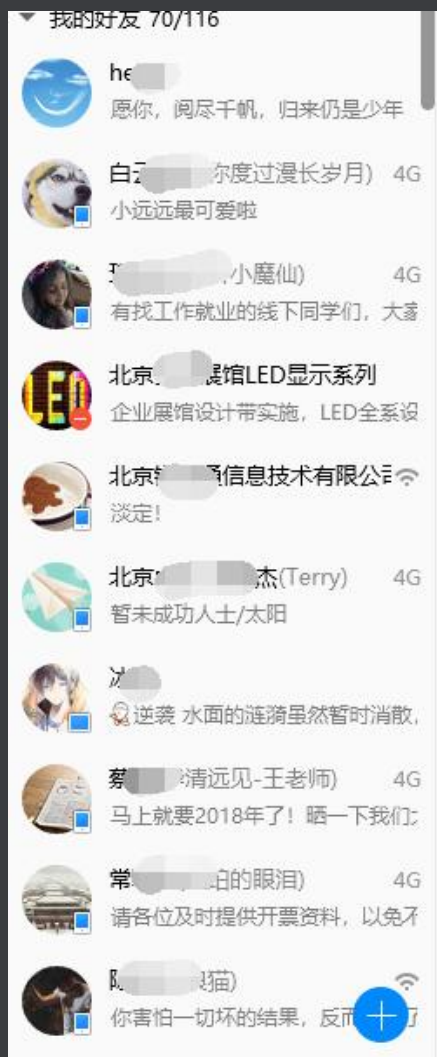 我的好友 70/116
he
愿你，阅尽千帆，归来仍是少年
白 度过漫长岁月) 4G
小远远最可爱啦
小魔仙) 4G
有找工作就业的线下同学们，大家
北京 展馆LED显示系列
LED
企业展馆设计带实施，LED全系设
北京 通信息技术有限公司
淡定！
北京 杰(Terry) 4G
暂未成功人士/太阳
冰
逆袭 水面的涟漪虽然暂时消散，
蔡 清远见-王老师) 4G
马上就要2018年了！晒一下我们
常 珀的眼泪) 4G
请各位及时提供开票资料，以免不
猫)
你害怕一切坏的结果，反而